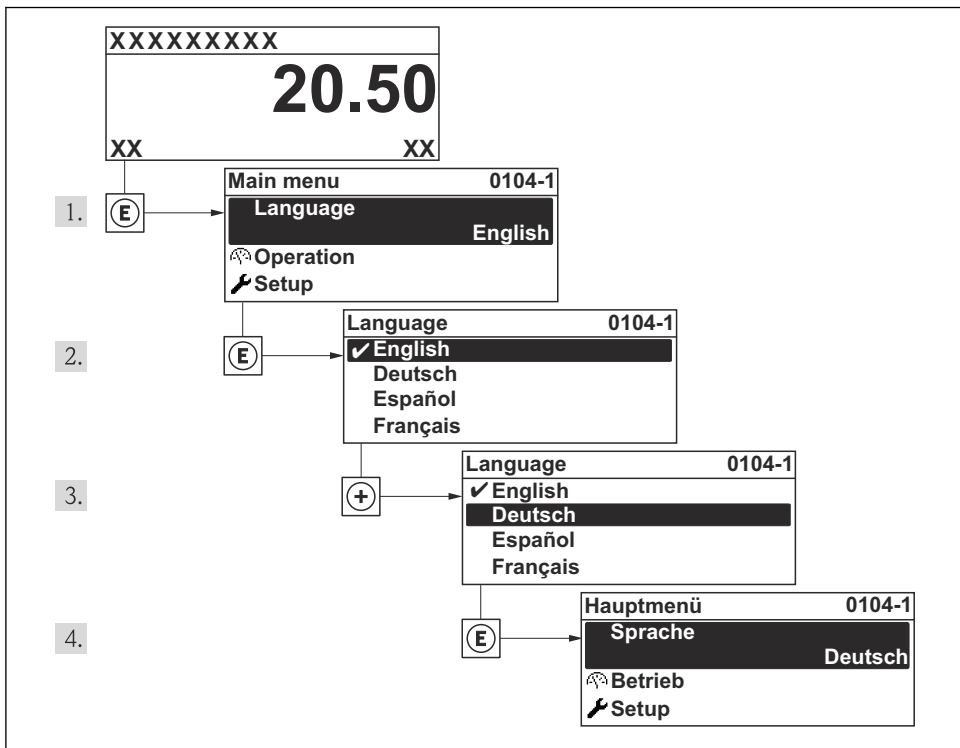 XXXXXXXXX
20.50
XX XX
1. E
Main menu 0104-1
Language
English
Operation
Setup
2. E
Language 0104-1
✔ English
Deutsch
Español
Français
3. +
Language 0104-1
✔ English
Deutsch
Español
Français
4. E
Hauptmenü 0104-1
Sprache
Deutsch
Betrieb
Setup